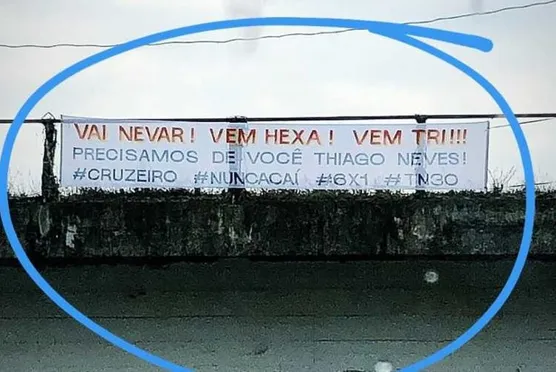 VAI NEVAR! VEM HEXA! VEM TRI!!!
PRECISAMOS DE VOCÊ THIAGO NEVES!
#CRUZEIRO #NUNCACAÍ #6X1 #TN30